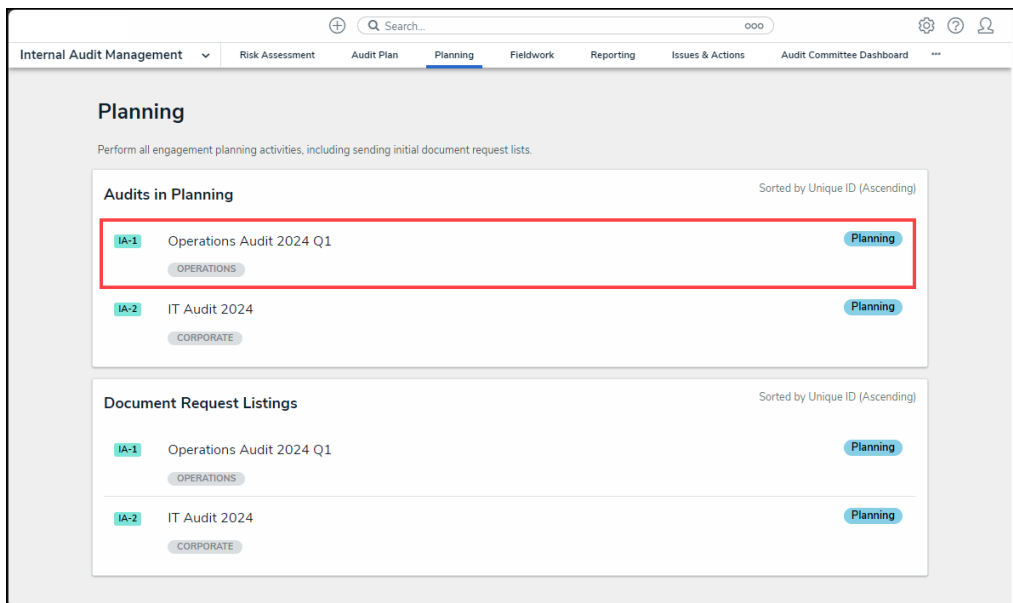 Search...
Internal Audit Management Risk Assessment Audit Plan Planning Fieldwork Reporting Issues & Actions Audit Committee Dashboard
Planning
Perform all engagement planning activities, including sending initial document request lists.
Audits in Planning Sorted by Unique ID (Ascending)
IA-1 Operations Audit 2024 Q1 Planning
OPERATIONS
IA-2 IT Audit 2024 Planning
CORPORATE
Document Request Listings Sorted by Unique ID (Ascending)
IA-1 Operations Audit 2024 Q1 Planning
OPERATIONS
IA-2 IT Audit 2024 Planning
CORPORATE